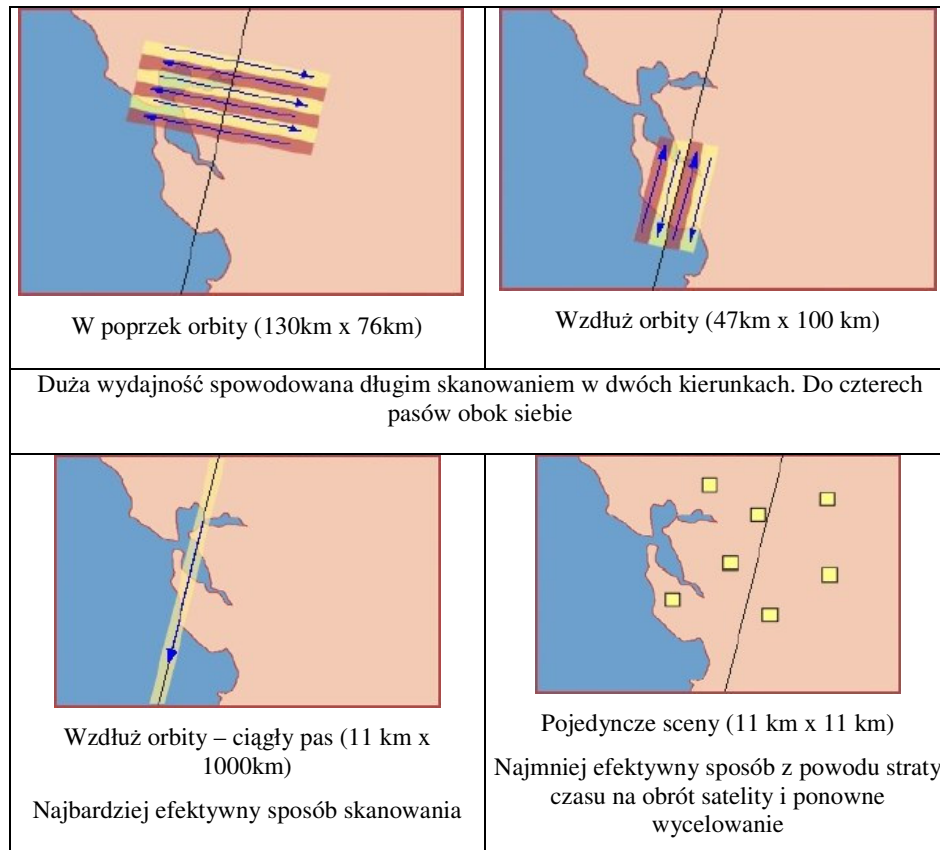 W poprzek orbity (130km x 76km)
Wzdłuż orbity (47km x 100 km)
Duża wydajność spowodowana długim skanowaniem w dwóch kierunkach. Do czterech
pasów obok siebie
Wzdłuż orbity – ciągły pas (11 km x
1000km)
Najbardziej efektywny sposób skanowania
Pojedyncze sceny (11 km x 11 km)
Najmniej efektywny sposób z powodu straty
czasu na obrót satelity i ponowne
wycelowanie